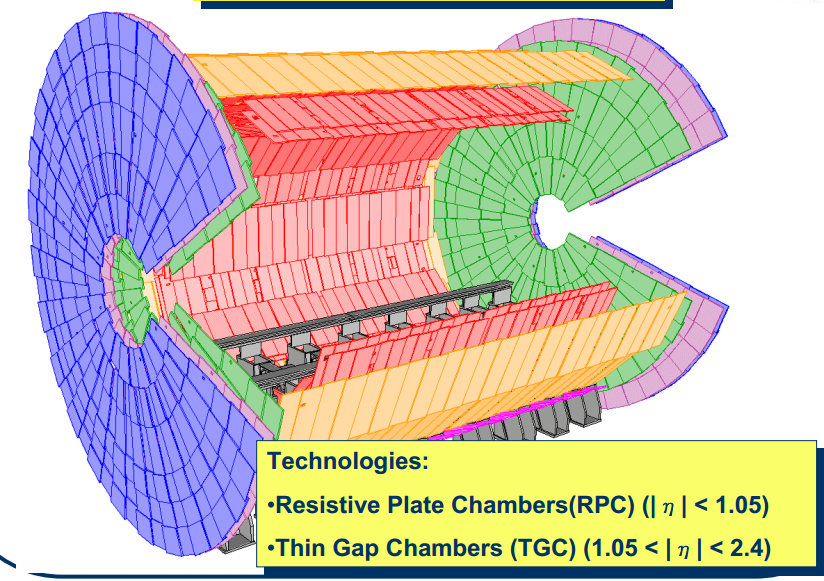 Technologies:
•Resistive Plate Chambers(RPC) (| η | < 1.05)
•Thin Gap Chambers (TGC) (1.05 < | η | < 2.4)